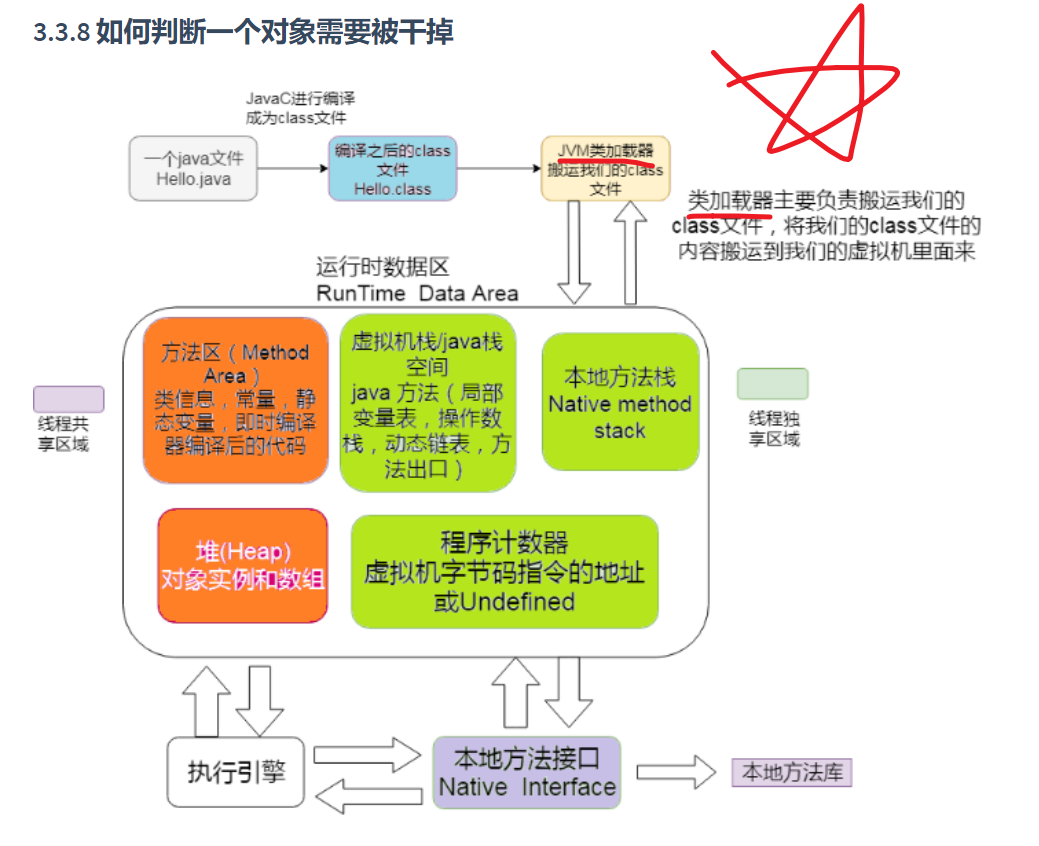 3.3.8 如何判断一个对象需要被干掉
JavaC进行编译
成为class文件
一个java文件
Hello.java
编译之后的class
文件
Hello.class
JVM类加载器
搬运我们的class
文件
类加载器主要负责搬运我们的
class文件，将我们的class文件的
内容搬运到我们的虚拟机里面来
运行时数据区
RunTime Data Area
方法区（Method
Area）
类信息，常量，静
态变量，即时编译
器编译后的代码
虚拟机栈/java栈
空间
java 方法（局部
变量表，操作数
栈，动态链表，方
法出口）
本地方法栈
Native method
stack
线程共
享区域
线程独
享区域
堆(Heap)
对象实例和数组
程序计数器
虚拟机字节码指令的地址
或Undefined
执行引擎
本地方法接口
Native Interface
本地方法库